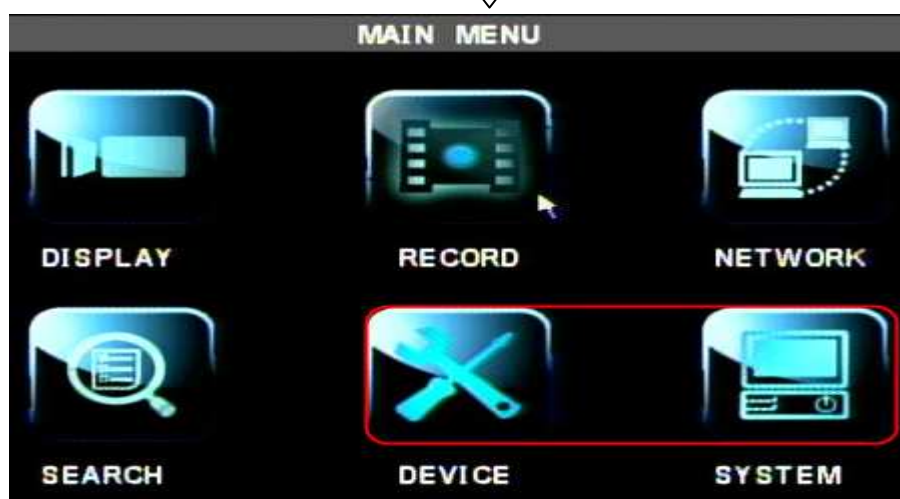 MAIN MENU
DISPLAY RECORD NETWORK
SEARCH DEVICE SYSTEM